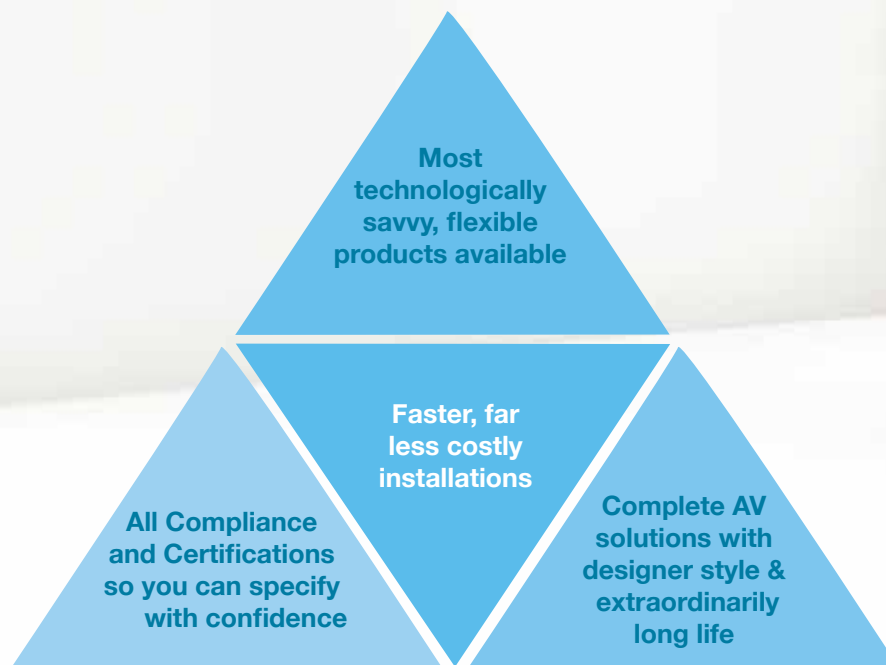 Most
technologically
savvy, flexible
products available
Faster, far
less costly
installations
All Compliance
and Certifications
so you can specify
with confidence
Complete AV
solutions with
designer style &
extraordinarily
long life